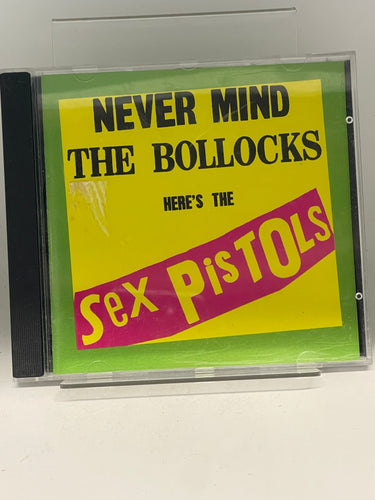 NEVER MIND
THE BOLLOCKS
HERE'S THE
Sex PisTOLS